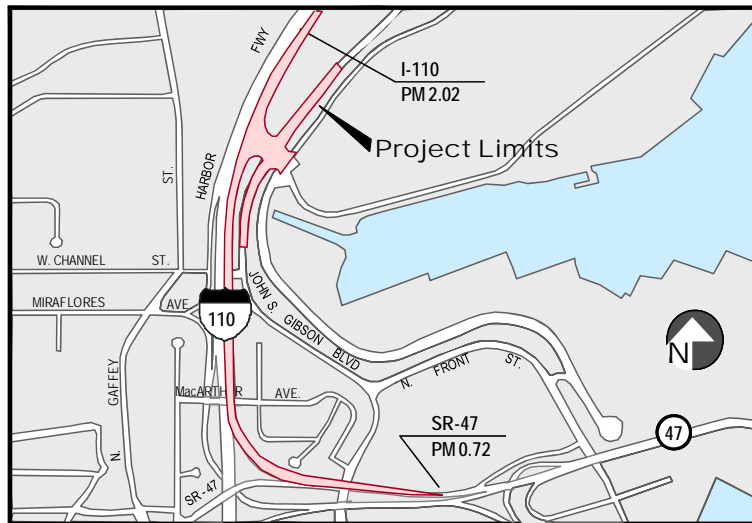 FWY
HARBOR
I-110
PM 2.02
Project Limits
ST.
W. CHANNEL ST.
MIRAFLORES AVE
110
JOHN S. GIBSON BLVD
N. FRONT ST.
N
N. GAFFEY
MacARTHER AVE.
SR-47
PM 0.72
47
SR-47